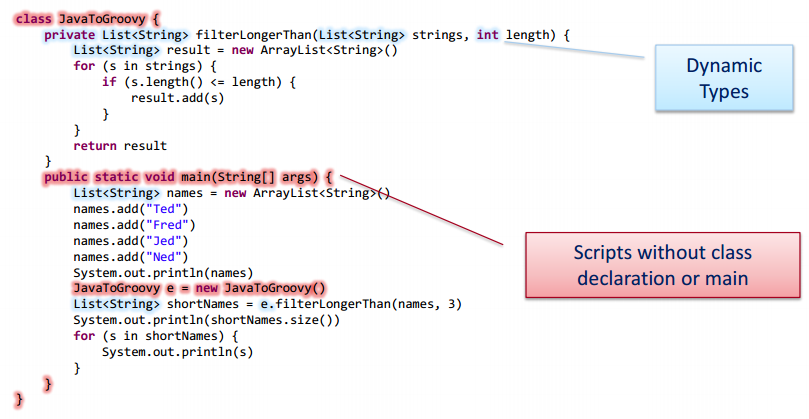 class JavaToGroovy {
    private List<String> filterLongerThan(List<String> strings, int length) {
        List<String> result = new ArrayList<String>()
        for (s in strings) {
            if (s.length() <= length) {
                result.add(s)
            }
        }
        return result
    }
    public static void main(String[] args) {
        List<String> names = new ArrayList<String>()
        names.add("Ted")
        names.add("Fred")
        names.add("Jed")
        names.add("Ned")
        System.out.println(names)
        JavaToGroovy e = new JavaToGroovy()
        List<String> shortNames = e.filterLongerThan(names, 3)
        System.out.println(shortNames.size())
        for (s in shortNames) {
            System.out.println(s)
        }
    }
}
Dynamic
Types
Scripts without class
declaration or main